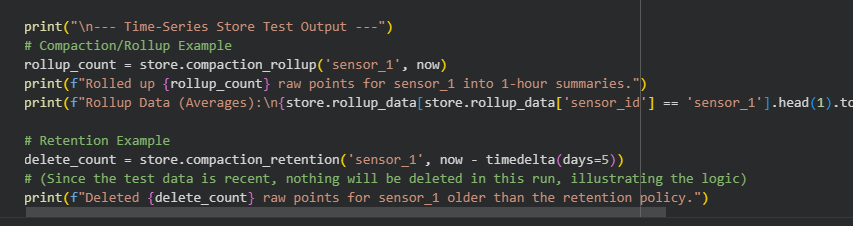 print("\n--- Time-Series Store Test Output ---")
# Compaction/Rollup Example
rollup_count = store.compaction_rollup('sensor_1', now)
print(f"Rolled up {rollup_count} raw points for sensor_1 into 1-hour summaries.")
print(f"Rollup Data (Averages):\n{store.rollup_data[store.rollup_data['sensor_id'] == 'sensor_1'].head(1).to
# Retention Example
delete_count = store.compaction_retention('sensor_1', now - timedelta(days=5))
# (Since the test data is recent, nothing will be deleted in this run, illustrating the logic)
print(f"Deleted {delete_count} raw points for sensor_1 older than the retention policy.")